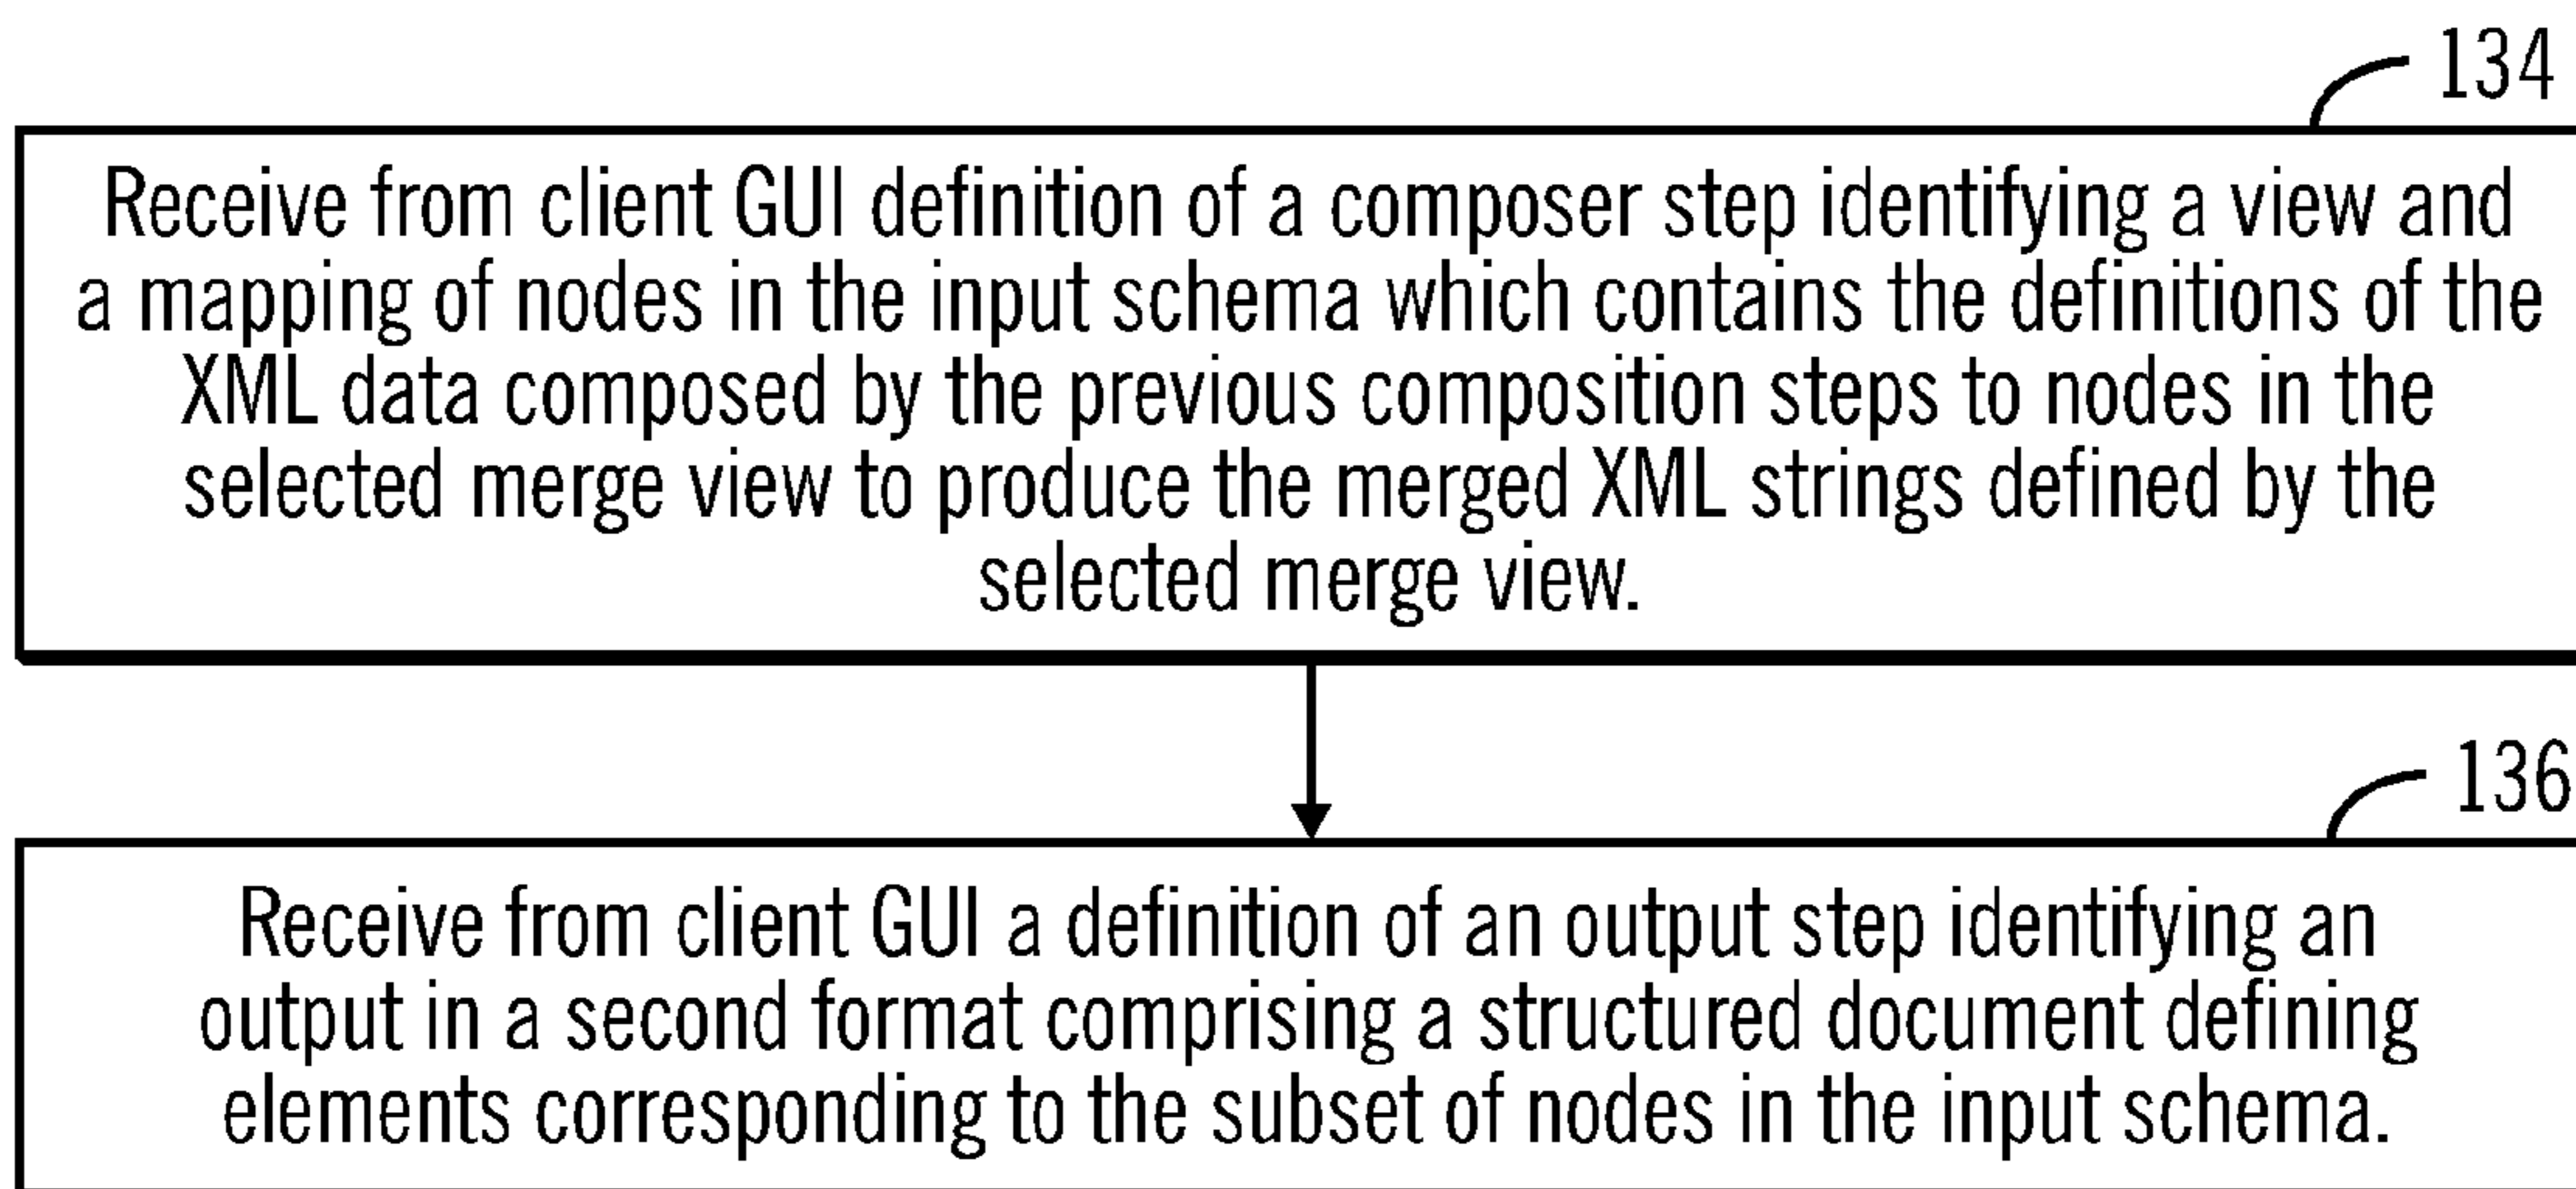 134
Receive from client GUI definition of a composer step identifying a view and
a mapping of nodes in the input schema which contains the definitions of the
XML data composed by the previous composition steps to nodes in the
selected merge view to produce the merged XML strings defined by the
selected merge view.
136
Receive from client GUI a definition of an output step identifying an
output in a second format comprising a structured document defining
elements corresponding to the subset of nodes in the input schema.